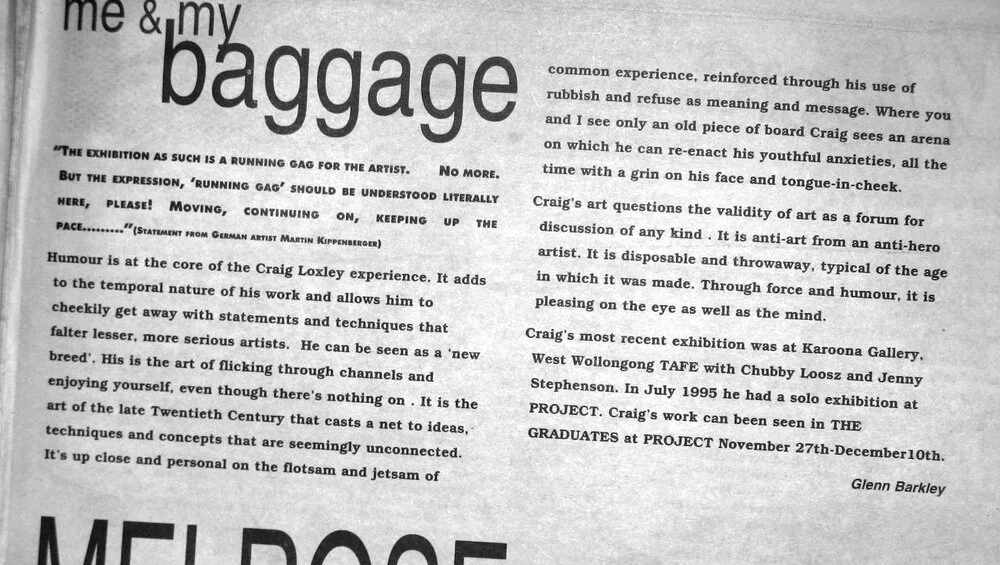 me & my
baggage
"THE EXHIBITION AS SUCH IS A RUNNING GAG FOR THE ARTIST. NO MORE.
BUT THE EXPRESSION, 'RUNNING GAG' SHOULD BE UNDERSTOOD LITERALLY
HERE, PLEASE! MOVING, CONTINUING ON, KEEPING UP THE
PACE........."(STATEMENT FROM GERMAN ARTIST MARTIN KIPPENBERGER)
Humour is at the core of the Craig Loxley experience. It adds
to the temporal nature of his work and allows him to
cheekily get away with statements and techniques that
falter lesser, more serious artists. He can be seen as a 'new
breed'. His is the art of flicking through channels and
enjoying yourself, even though there's nothing on . It is the
art of the late Twentieth Century that casts a net to ideas,
techniques and concepts that are seemingly unconnected.
It's up close and personal on the flotsam and jetsam of
common experience, reinforced through his use of
rubbish and refuse as meaning and message. Where you
and I see only an old piece of board Craig sees an arena
on which he can re-enact his youthful anxieties, all the
time with a grin on his face and tongue-in-cheek.
Craig's art questions the validity of art as a forum for
discussion of any kind . It is anti-art from an anti-hero
artist. It is disposable and throwaway, typical of the age
in which it was made. Through force and humour, it is
pleasing on the eye as well as the mind.
Craig's most recent exhibition was at Karoona Gallery,
West Wollongong TAFE with Chubby Loosz and Jenny
Stephenson. In July 1995 he had a solo exhibition at
PROJECT. Craig's work can been seen in THE
GRADUATES at PROJECT November 27th-December10th.
Glenn Barkley
MELROSE